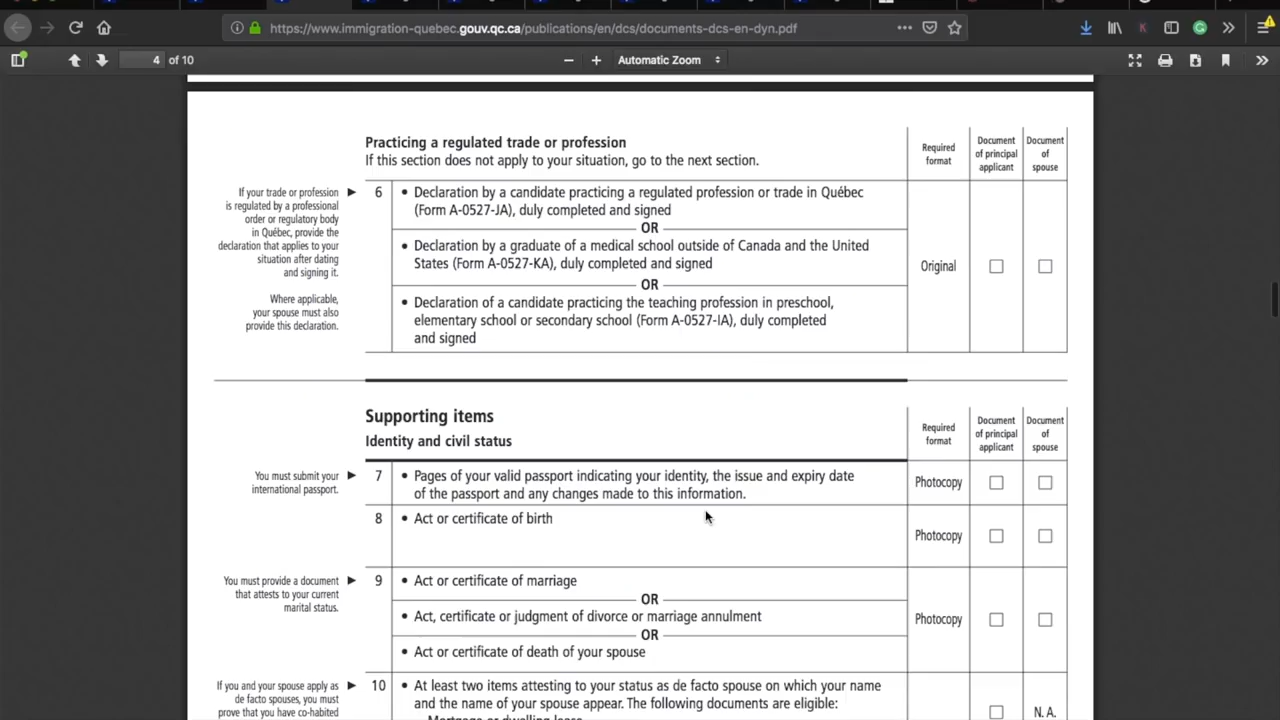 https://www.immigration-quebec.gouv.qc.ca/publications/en/dcs/documents-dcs-en-dyn.pdf
4 of 10
Automatic Zoom
Practicing a regulated trade or profession
If this section does not apply to your situation, go to the next section.
Required
format
Document
of principal
applicant
Document
of
spouse
If your trade or profession
is regulated by a professional
order or regulatory body
in Québec, provide the
declaration that applies to your
situation after dating
and signing it.
Where applicable,
your spouse must also
provide this declaration.
6
• Declaration by a candidate practicing a regulated profession or trade in Québec
(Form A-0527-JA), duly completed and signed
OR
• Declaration by a graduate of a medical school outside of Canada and the United
States (Form A-0527-KA), duly completed and signed
OR
• Declaration of a candidate practicing the teaching profession in preschool,
elementary school or secondary school (Form A-0527-IA), duly completed
and signed
Original
Supporting items
Identity and civil status
Required
format
Document
of principal
applicant
Document
of
spouse
You must submit your
international passport.
7
• Pages of your valid passport indicating your identity, the issue and expiry date
of the passport and any changes made to this information.
Photocopy
8
• Act or certificate of birth
Photocopy
You must provide a document
that attests to your current
marital status.
9
• Act or certificate of marriage
OR
• Act, certificate or judgment of divorce or marriage annulment
OR
• Act or certificate of death of your spouse
Photocopy
If you and your spouse apply as
de facto spouses, you must
prove that you have co-habited
10
• At least two items attesting to your status as de facto spouse on which your name
and the name of your spouse appear. The following documents are eligible:
– Mortgage or dwelling lease
N. A.